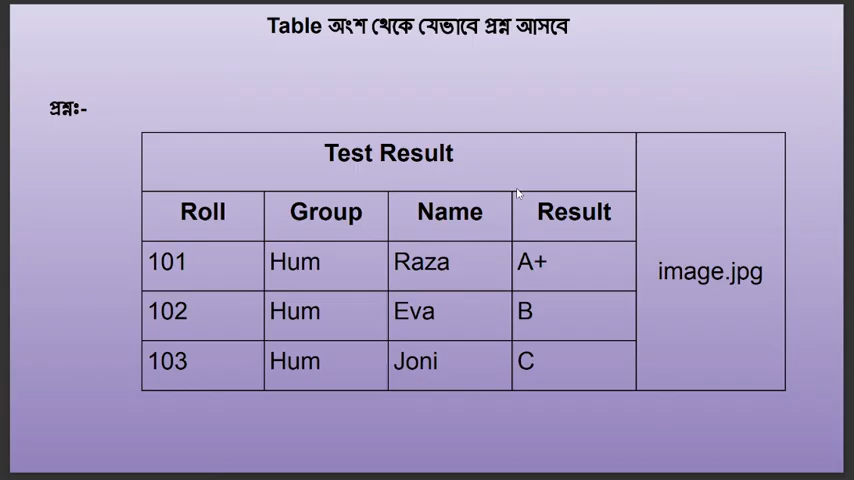 Table অংশ থেকে যেভাবে প্রশ্ন আসবে
প্রশ্নঃ-
Test Result
Roll Group Name Result
image.jpg
101 Hum Raza A+
102 Hum Eva B
103 Hum Joni C